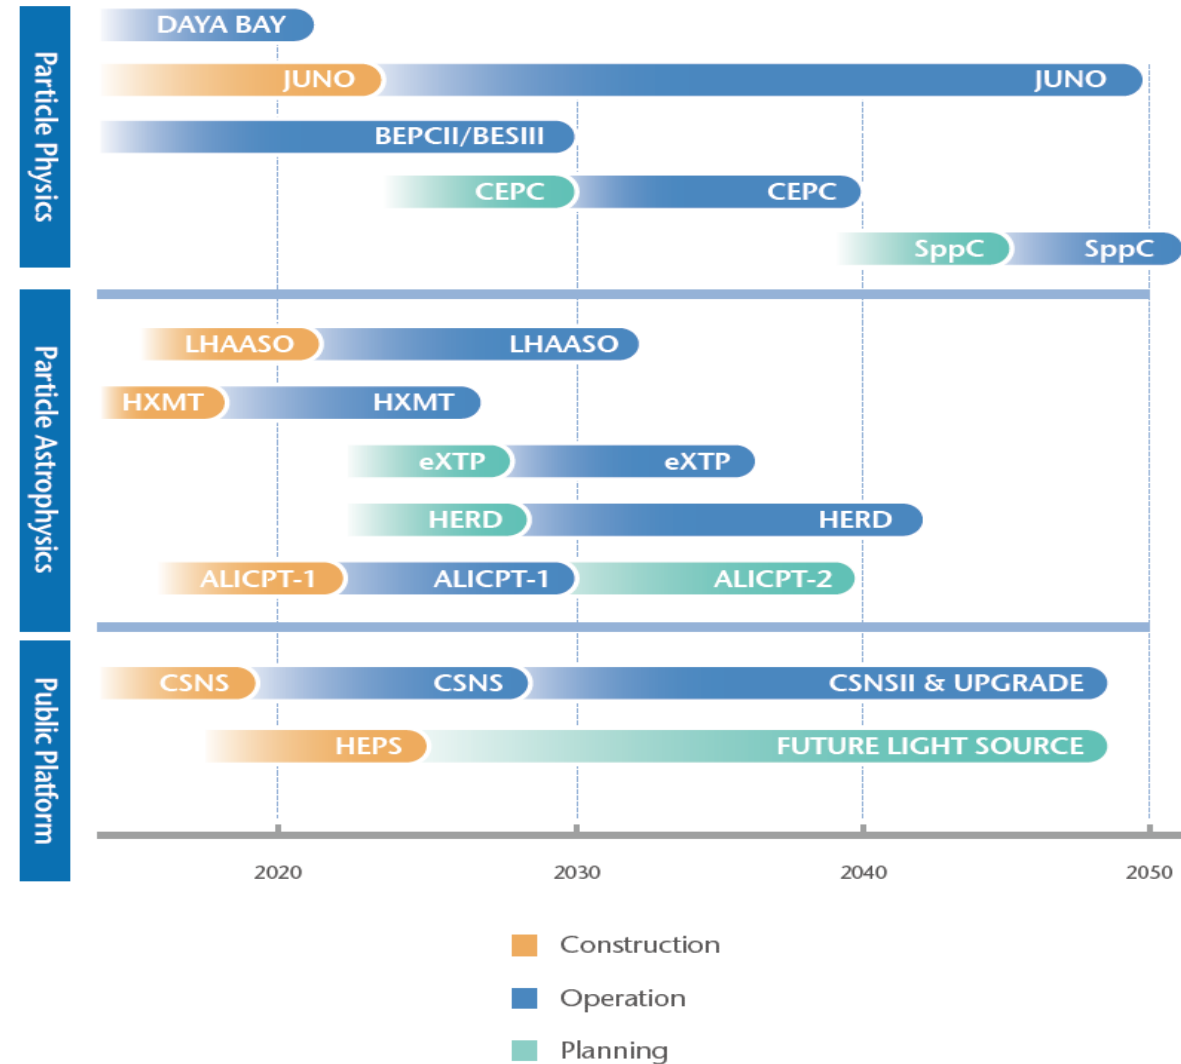 Particle Physics
DAYA BAY
JUNO JUNO
BEPCII/BESIII
CEPC CEPC
SppC SppC
Particle Astrophysics
LHAASO LHAASO
HXMT HXMT
eXTP eXTP
HERD HERD
ALICPT-1 ALICPT-1 ALICPT-2
Public Platform
CSNS CSNS CSNSII & UPGRADE
HEPS FUTURE LIGHT SOURCE
2020 2030 2040 2050
Construction
Operation
Planning